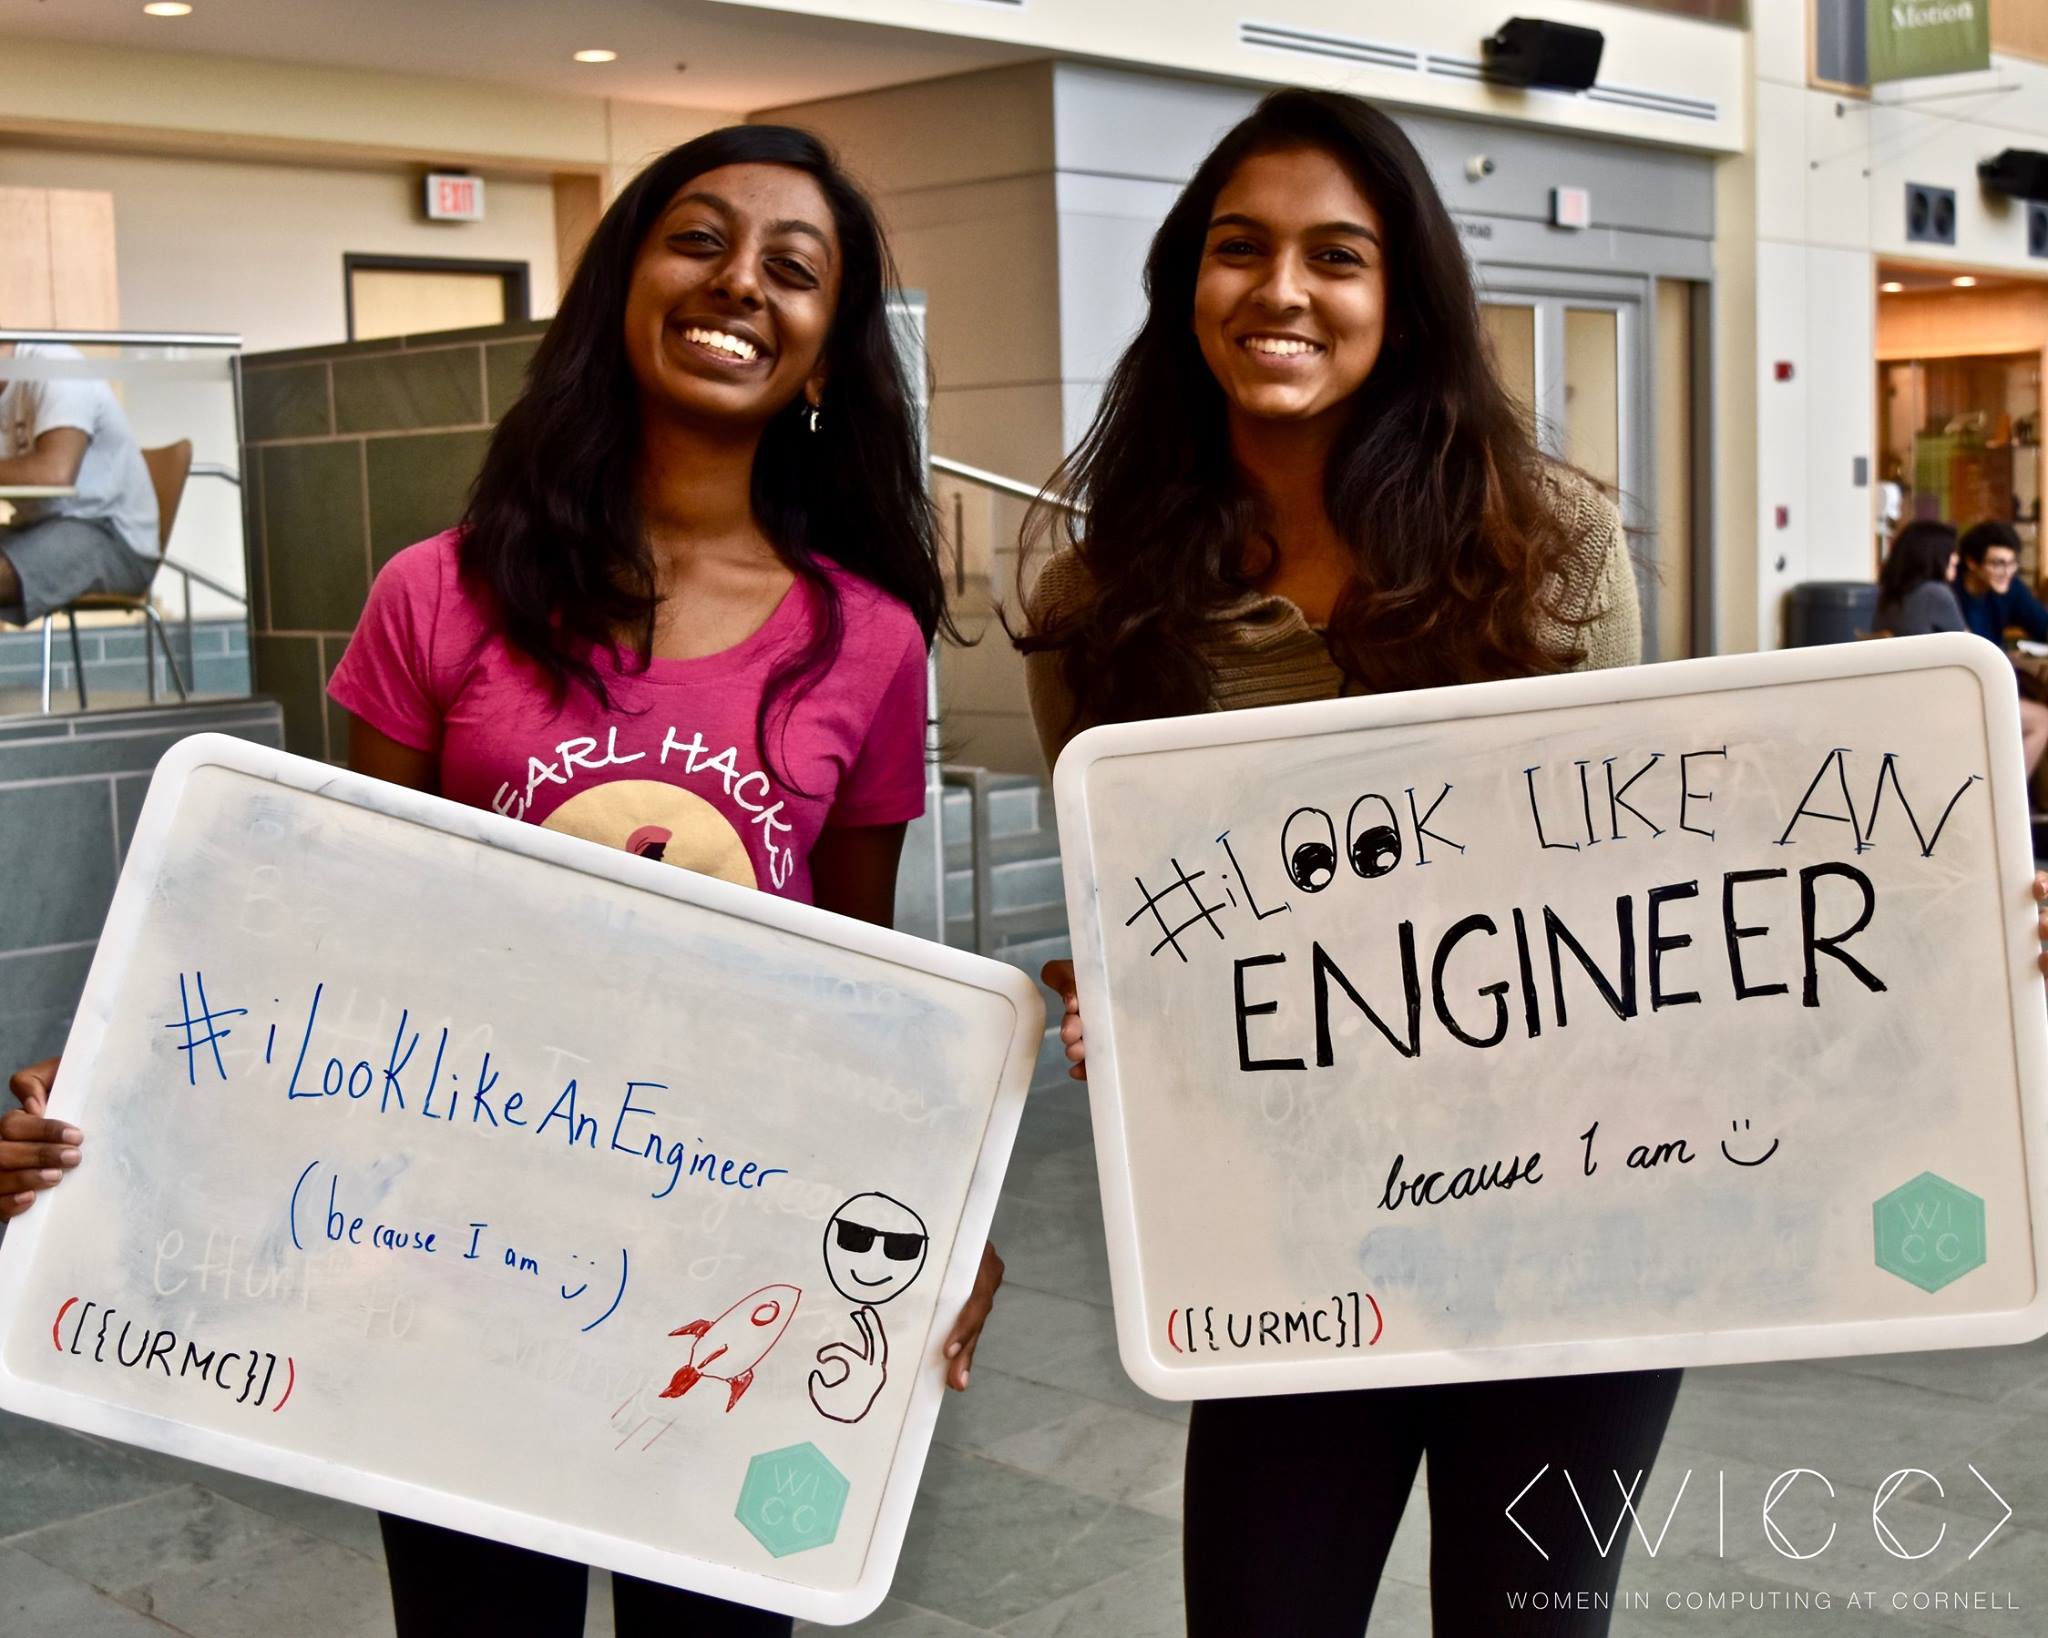 Motion
EXIT
EARL HACKS
#iLookLikeAnEngineer
(because I am :))
([{URMC}])
WI
CC
#iLOOK LIKE AN
ENGINEER
because I am :)
([{URMC}])
WI
CC
<WICC>
WOMEN IN COMPUTING AT CORNELL